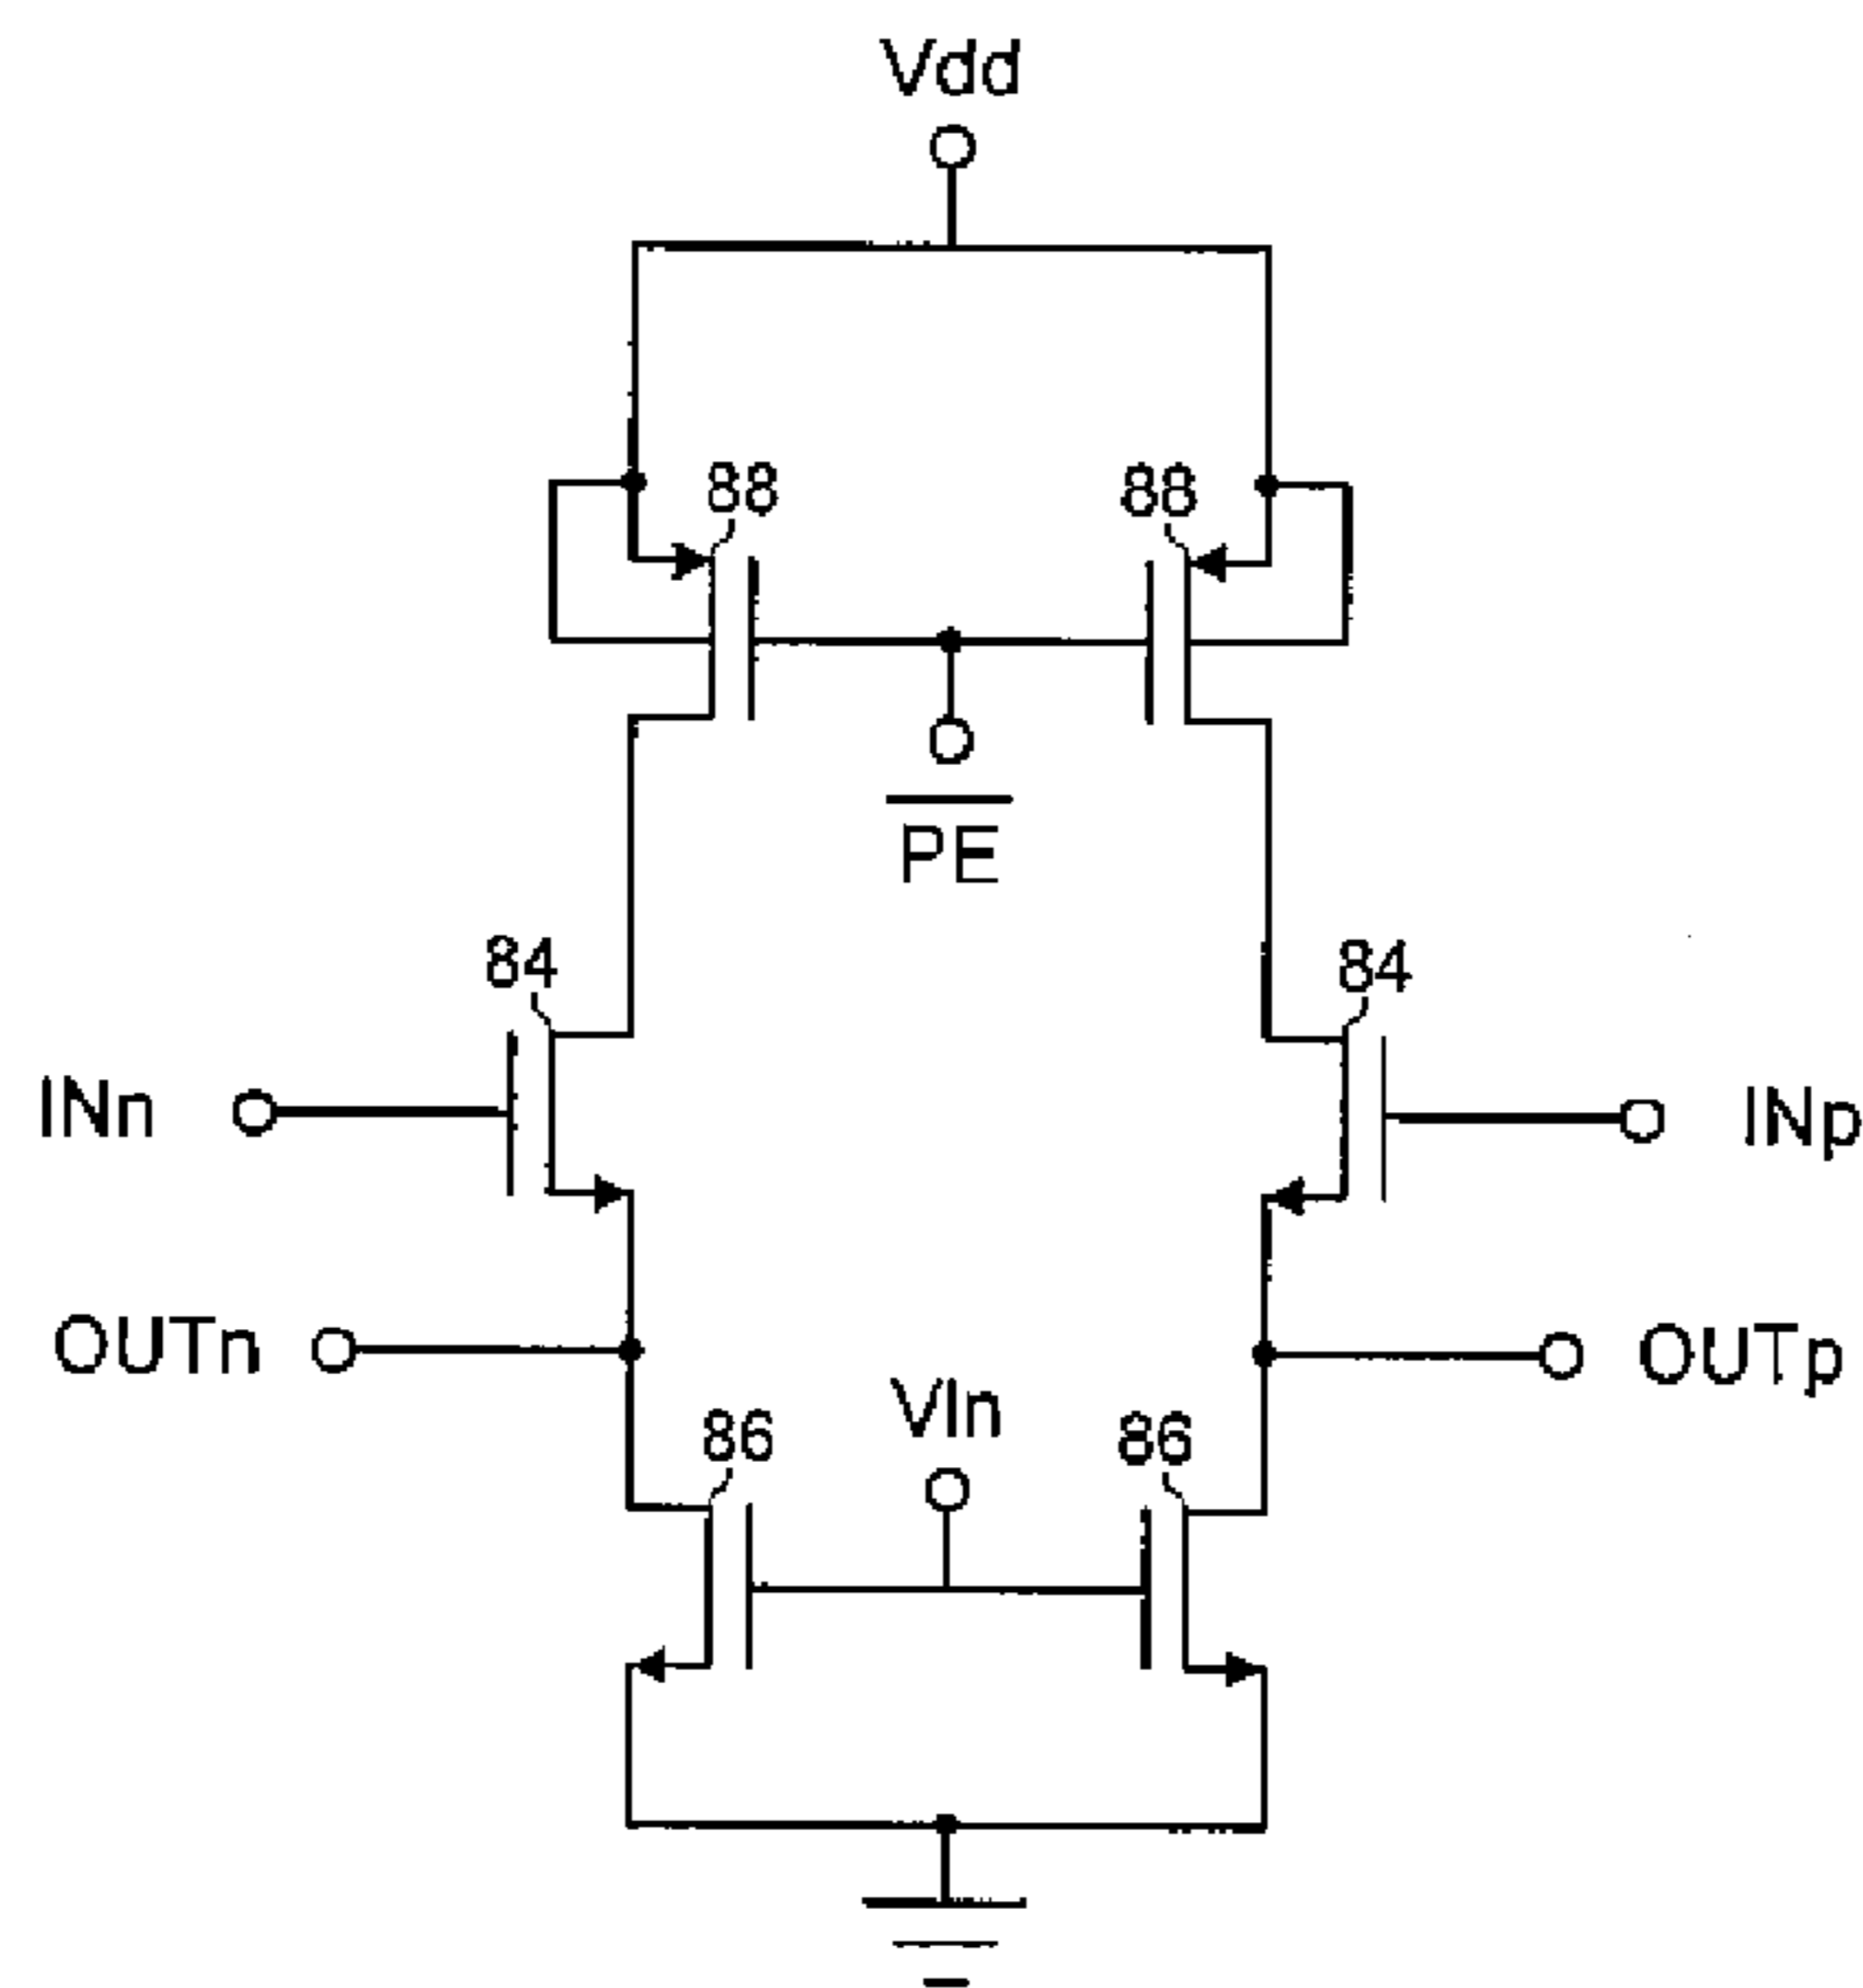 Vdd
88 88
PE
84 84
INn INp
OUTn OUTp
VIn
86 86